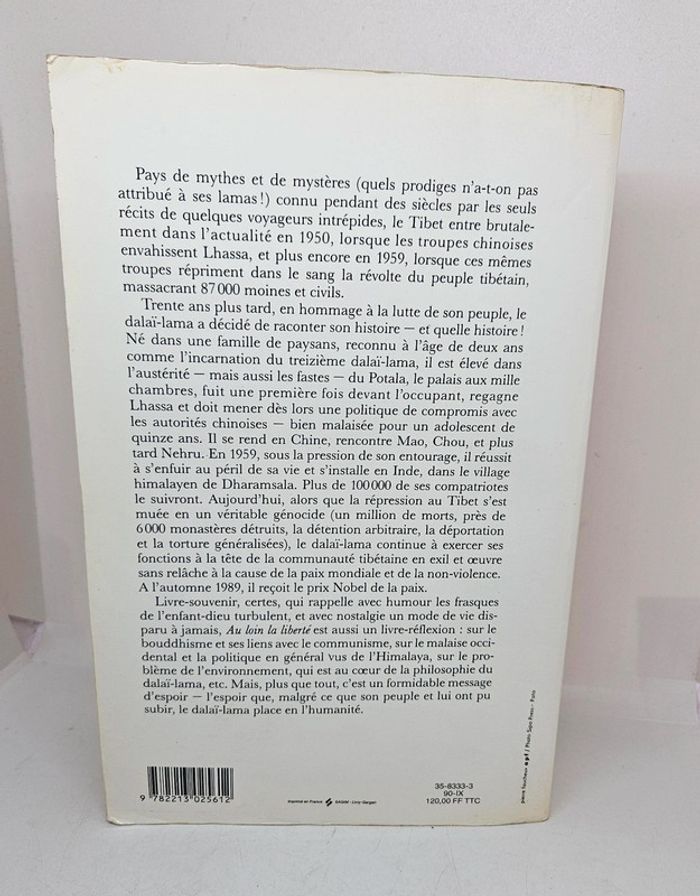 Pays de mythes et de mystères (quels prodiges n'a-t-on pas
attribué à ses lamas !) connu pendant des siècles par les seuls
récits de quelques voyageurs intrépides, le Tibet entre brutale-
ment dans l'actualité en 1950, lorsque les troupes chinoises
envahissent Lhassa, et plus encore en 1959, lorsque ces mêmes
troupes répriment dans le sang la révolte du peuple tibétain,
massacrant 87 000 moines et civils.
Trente ans plus tard, en hommage à la lutte de son peuple, le
dalaï-lama a décidé de raconter son histoire — et quelle histoire !
Né dans une famille de paysans, reconnu à l'âge de deux ans
comme l'incarnation du treizième dalaï-lama, il est élevé dans
l'austérité — mais aussi les fastes — du Potala, le palais aux mille
chambres, fuit une première fois devant l'occupant, regagne
Lhassa et doit mener dès lors une politique de compromis avec
les autorités chinoises — bien malaisée pour un adolescent de
quinze ans. Il se rend en Chine, rencontre Mao, Chou, et plus
tard Nehru. En 1959, sous la pression de son entourage, il réussit
à s'enfuir au péril de sa vie et s'installe en Inde, dans le village
himalayen de Dharamsala. Plus de 100 000 de ses compatriotes
le suivront. Aujourd'hui, alors que la répression au Tibet s'est
muée en un véritable génocide (un million de morts, près de
6 000 monastères détruits, la détention arbitraire, la déportation
et la torture généralisées), le dalaï-lama continue à exercer ses
fonctions à la tête de la communauté tibétaine en exil et œuvre
sans relâche à la cause de la paix mondiale et de la non-violence.
A l'automne 1989, il reçoit le prix Nobel de la paix.
Livre-souvenir, certes, qui rappelle avec humour les frasques
de l'enfant-dieu turbulent, et avec nostalgie un mode de vie dis-
paru à jamais, Au loin la liberté est aussi un livre-réflexion : sur le
bouddhisme et ses liens avec le communisme, sur le malaise occi-
dental et la politique en général vus de l'Himalaya, sur le pro-
blème de l'environnement, qui est au cœur de la philosophie du
dalaï-lama, etc. Mais, plus que tout, c'est un formidable message
d'espoir — l'espoir que, malgré ce que son peuple et lui ont pu
subir, le dalaï-lama place en l'humanité.
pierre faucheux apf / Photo Sipa Press - Paris
35-8333-3
90-IX
120,00 FF TTC
9 782213 025612
Imprimé en France